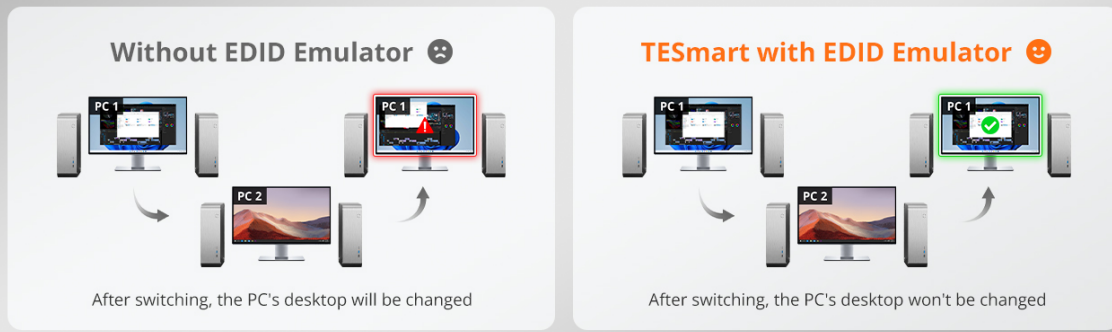 Without EDID Emulator
PC 1
PC 1
PC 2
After switching, the PC's desktop will be changed
TESmart with EDID Emulator
PC 1
PC 1
PC 2
After switching, the PC's desktop won't be changed